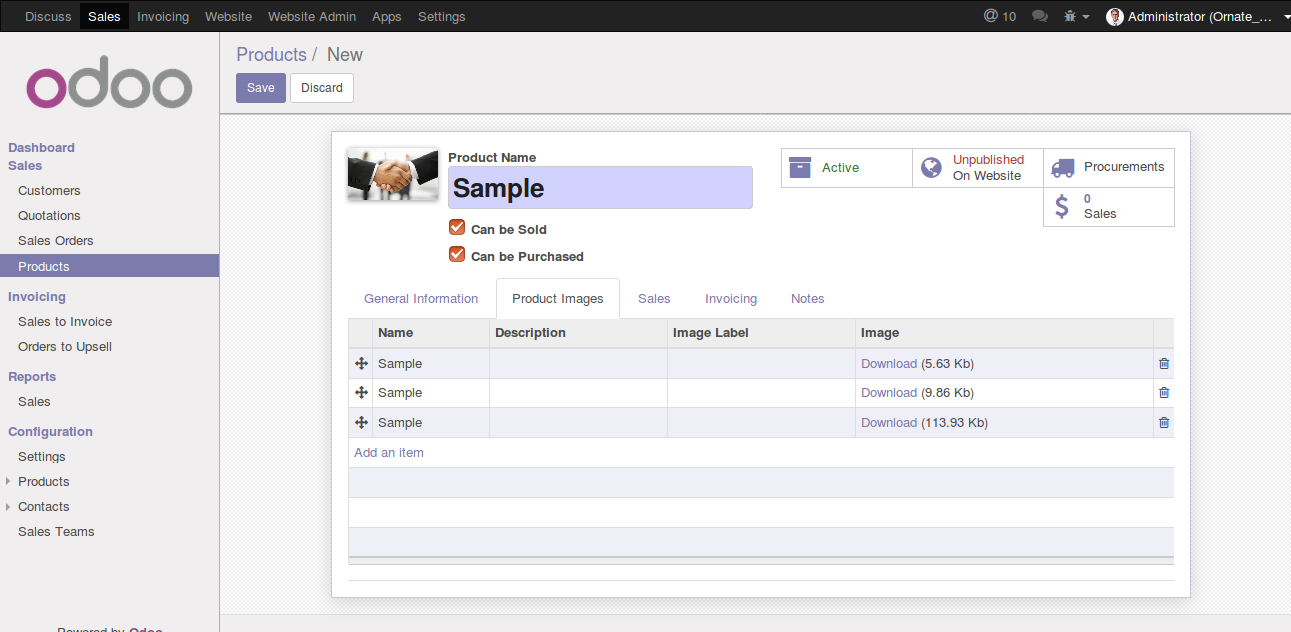 Discuss Sales Invoicing Website Website Admin Apps Settings @ 10 Administrator (Ornate_...
odoo
Dashboard
Sales
Customers
Quotations
Sales Orders
Products
Invoicing
Sales to Invoice
Orders to Upsell
Reports
Sales
Configuration
Settings
Products
Contacts
Sales Teams
Powered by Odoo
Products / New
Save Discard
Product Name
Sample
Can be Sold
Can be Purchased
Active
Unpublished
On Website
Procurements
0
Sales
General Information Product Images Sales Invoicing Notes
Name Description Image Label Image
Sample Download (5.63 Kb)
Sample Download (9.86 Kb)
Sample Download (113.93 Kb)
Add an item